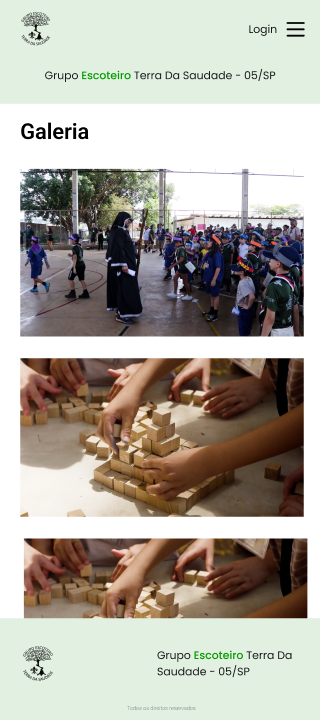 Login
Grupo Escoteiro Terra Da Saudade - 05/SP
Galeria
Grupo Escoteiro Terra Da
Saudade - 05/SP
Todos os direitos reservados